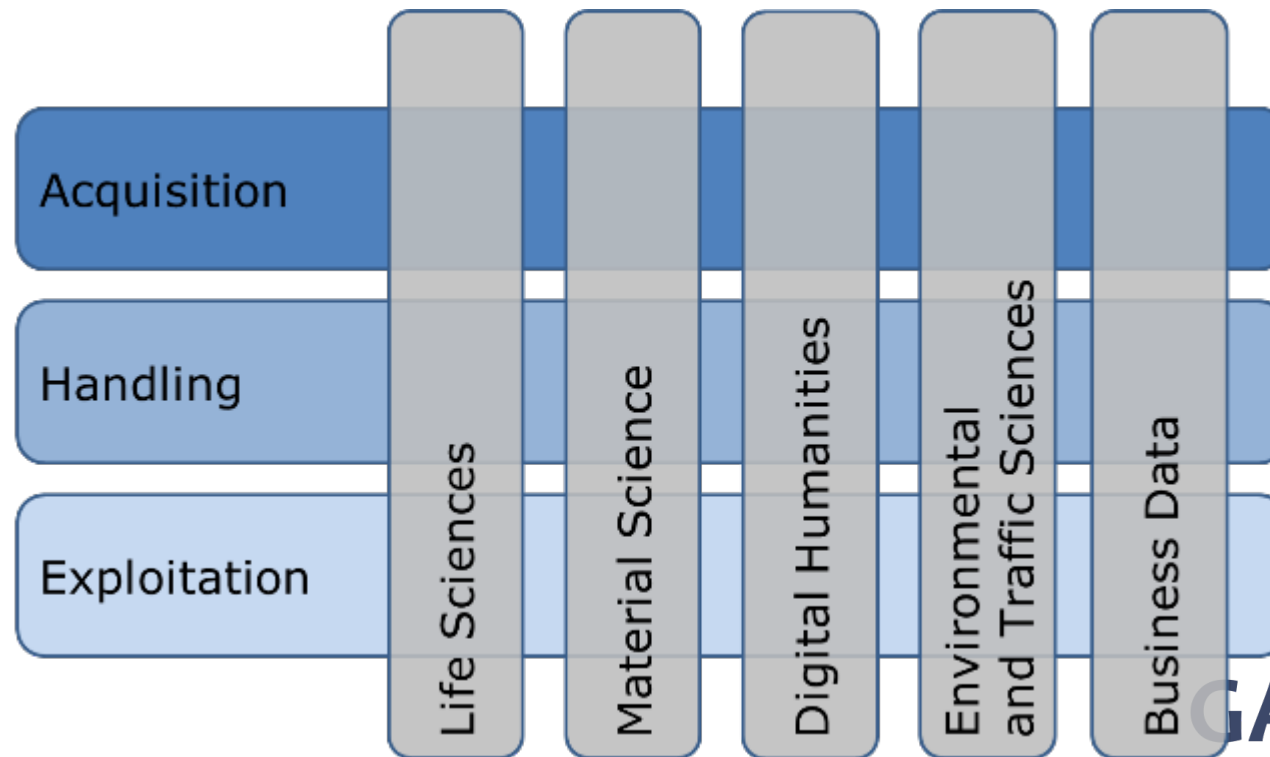 Acquisition
Handling
Exploitation
Life Sciences
Material Science
Digital Humanities
Environmental
and Traffic Sciences
Business Data